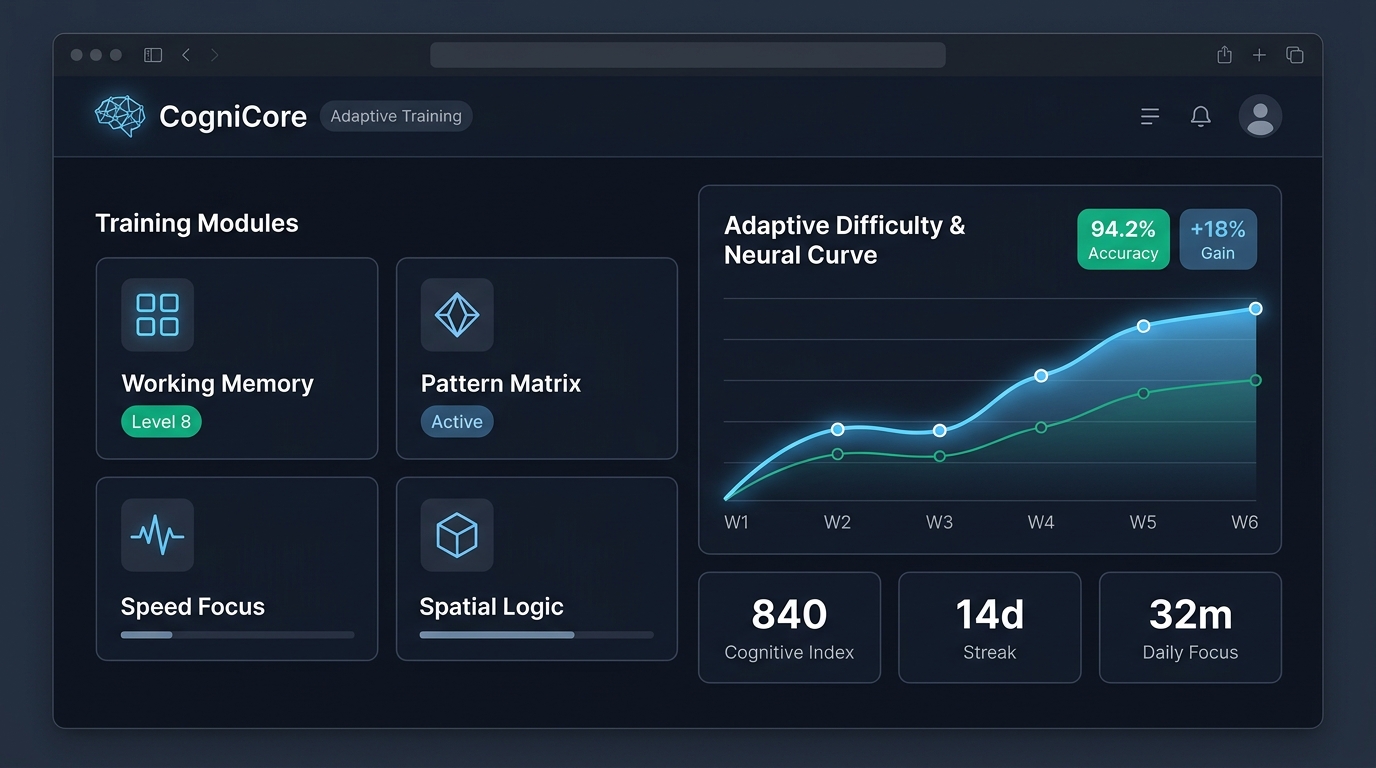 CogniCore
Adaptive Training
Training Modules
Working Memory
Level 8
Pattern Matrix
Active
Speed Focus
Spatial Logic
Adaptive Difficulty &
Neural Curve
94.2%
Accuracy
+18%
Gain
W1 W2 W3 W4 W5 W6
840
Cognitive Index
14d
Streak
32m
Daily Focus